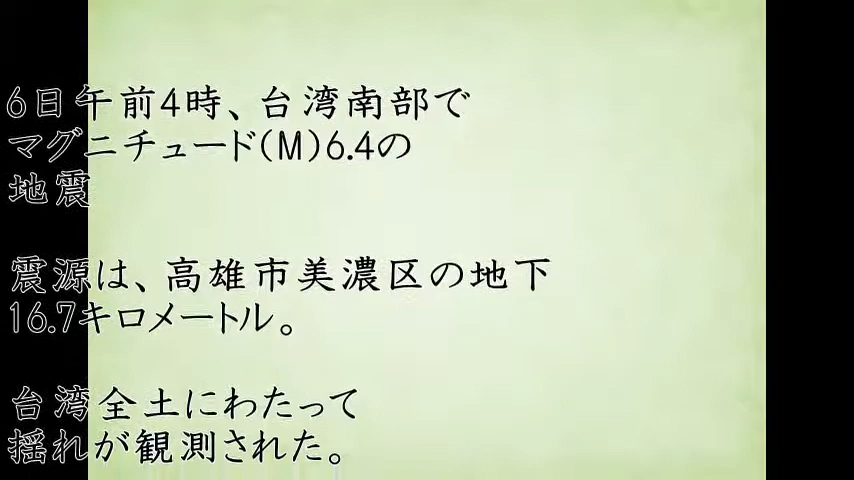 6日午前4時、台湾南部で
マグニチュード(M)6.4の
地震
震源は、高雄市美濃区の地下
16.7キロメートル。
台湾全土にわたって
揺れが観測された。